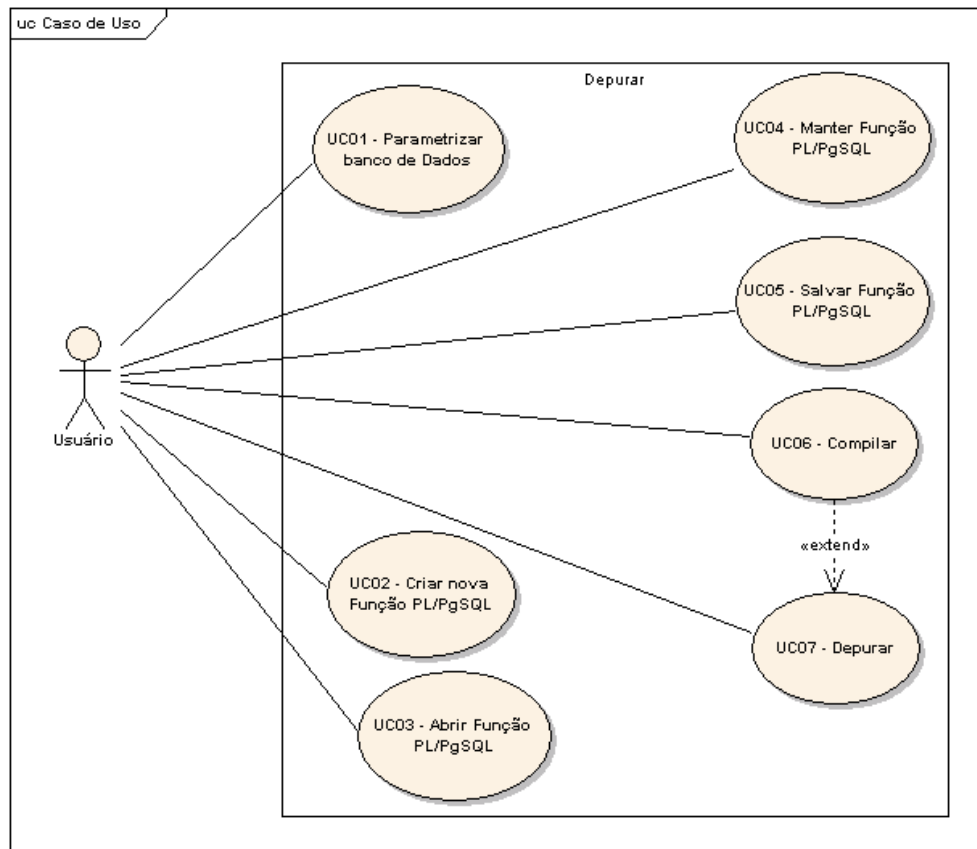 uc Caso de Uso
Depurar
UC01 - Parametrizar
banco de Dados
UC04 - Manter Função
PL/PgSQL
UC05 - Salvar Função
PL/PgSQL
Usuário
UC06 - Compilar
«extend»
UC02 - Criar nova
Função PL/PgSQL
UC07 - Depurar
UC03 - Abrir Função
PL/PgSQL